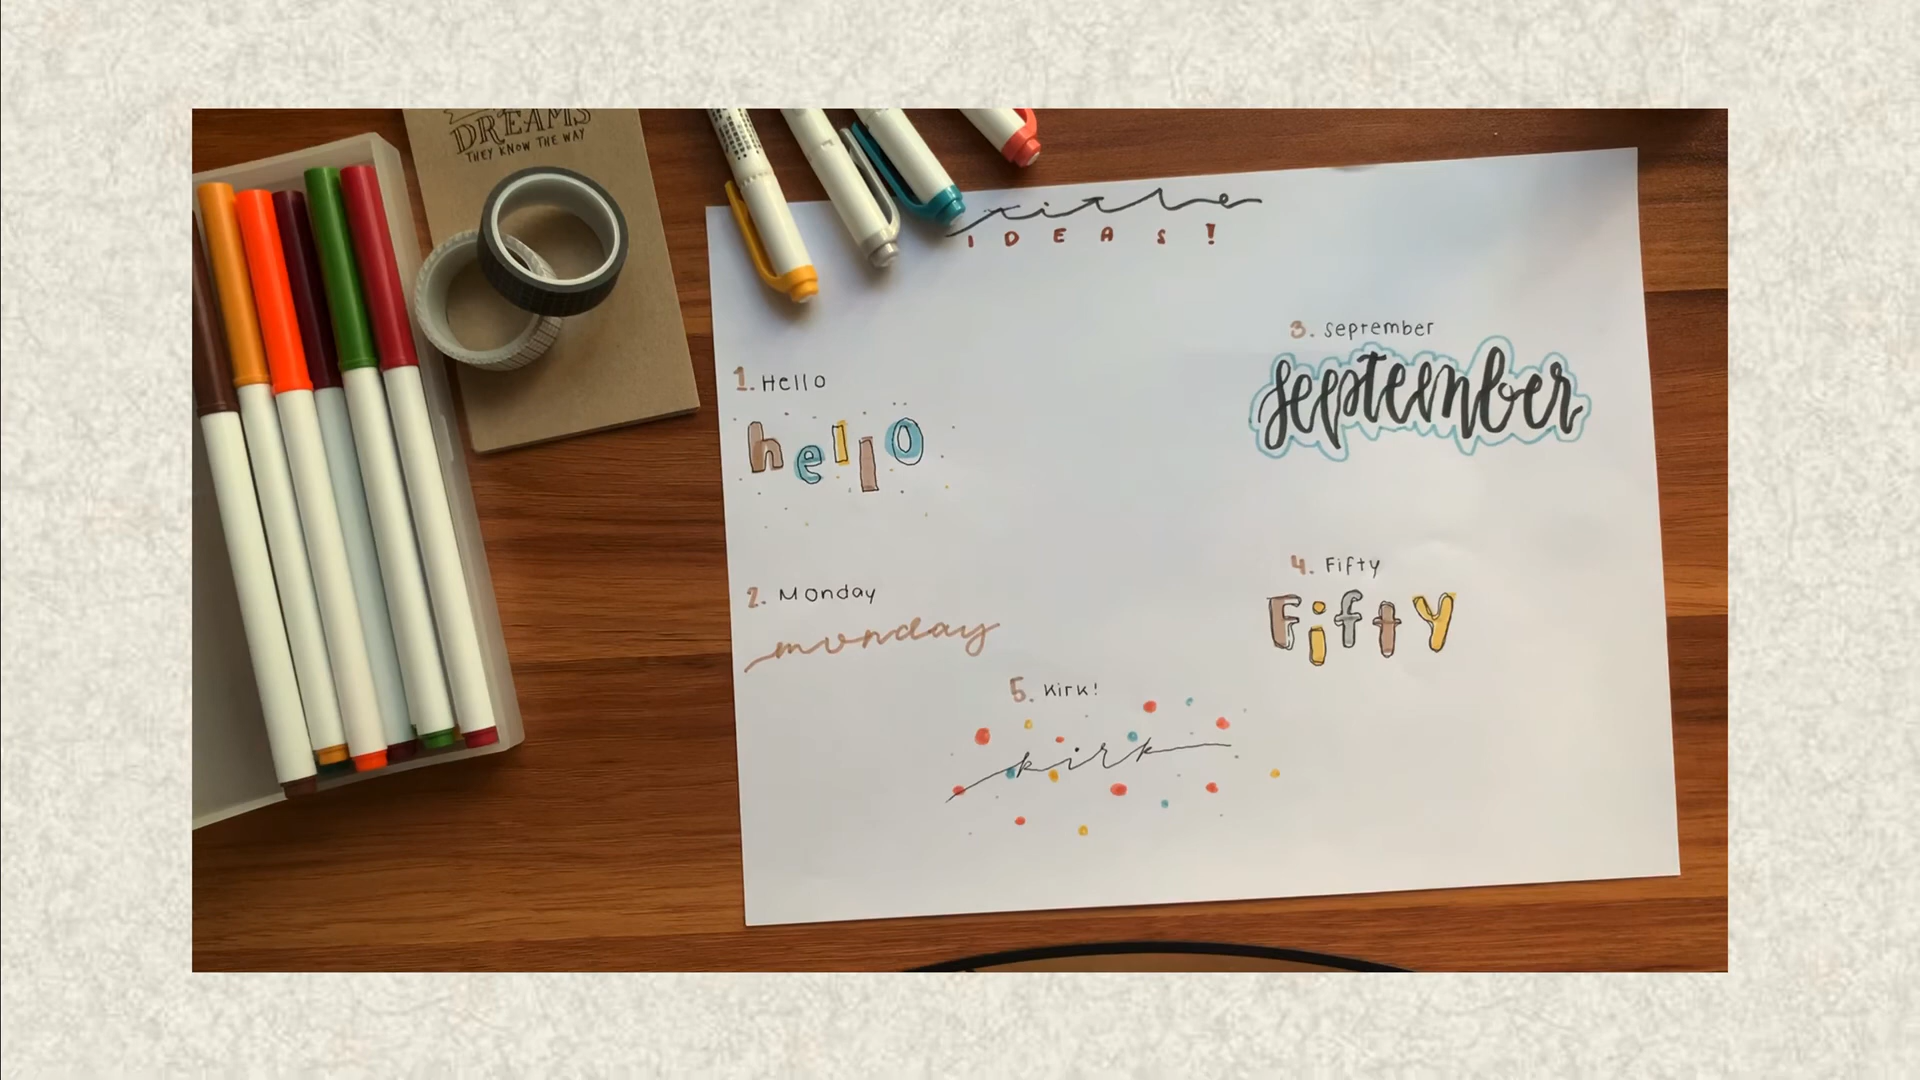 DREAMS
THEY KNOW THE WAY
title
IDEAS!
1. Hello
hello
2. Monday
monday
3. september
september
4. Fifty
Fifty
5. Kirk!
kirk